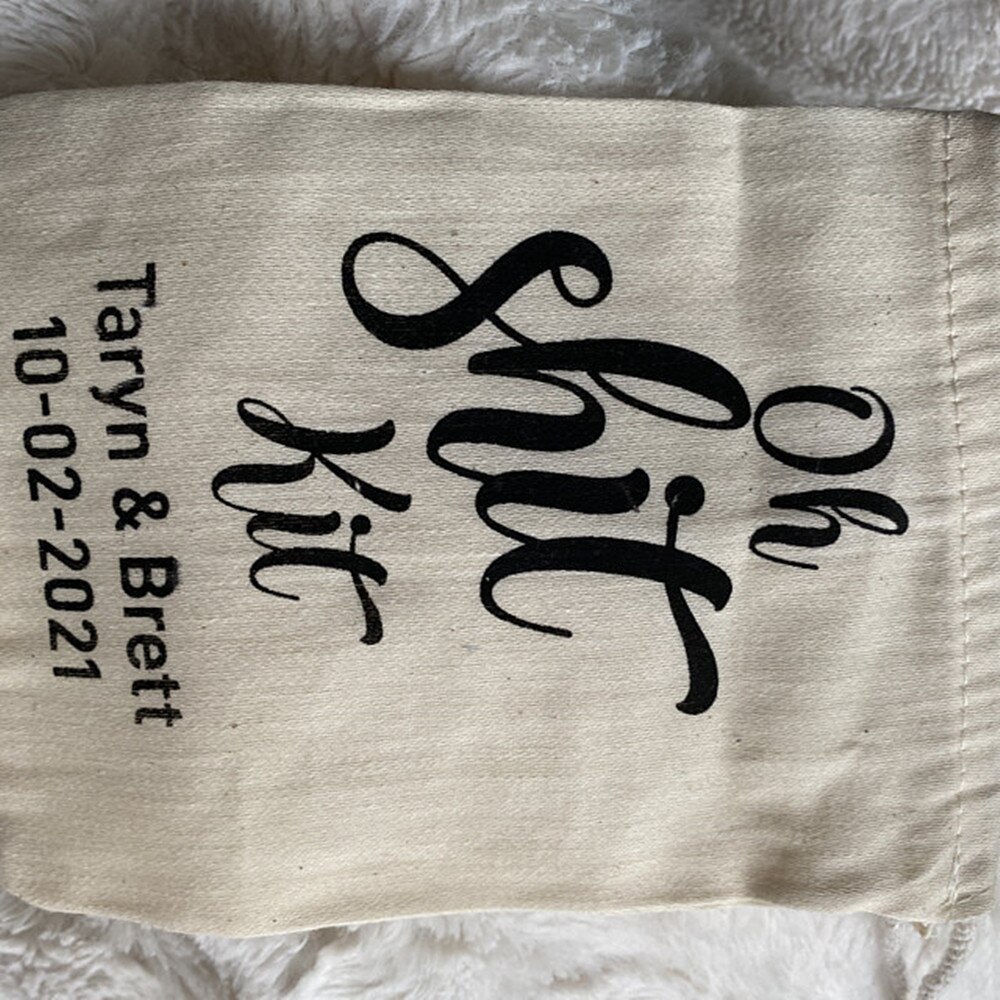 Oh
Shit
Kit
Taryn & Brett
10-02-2021